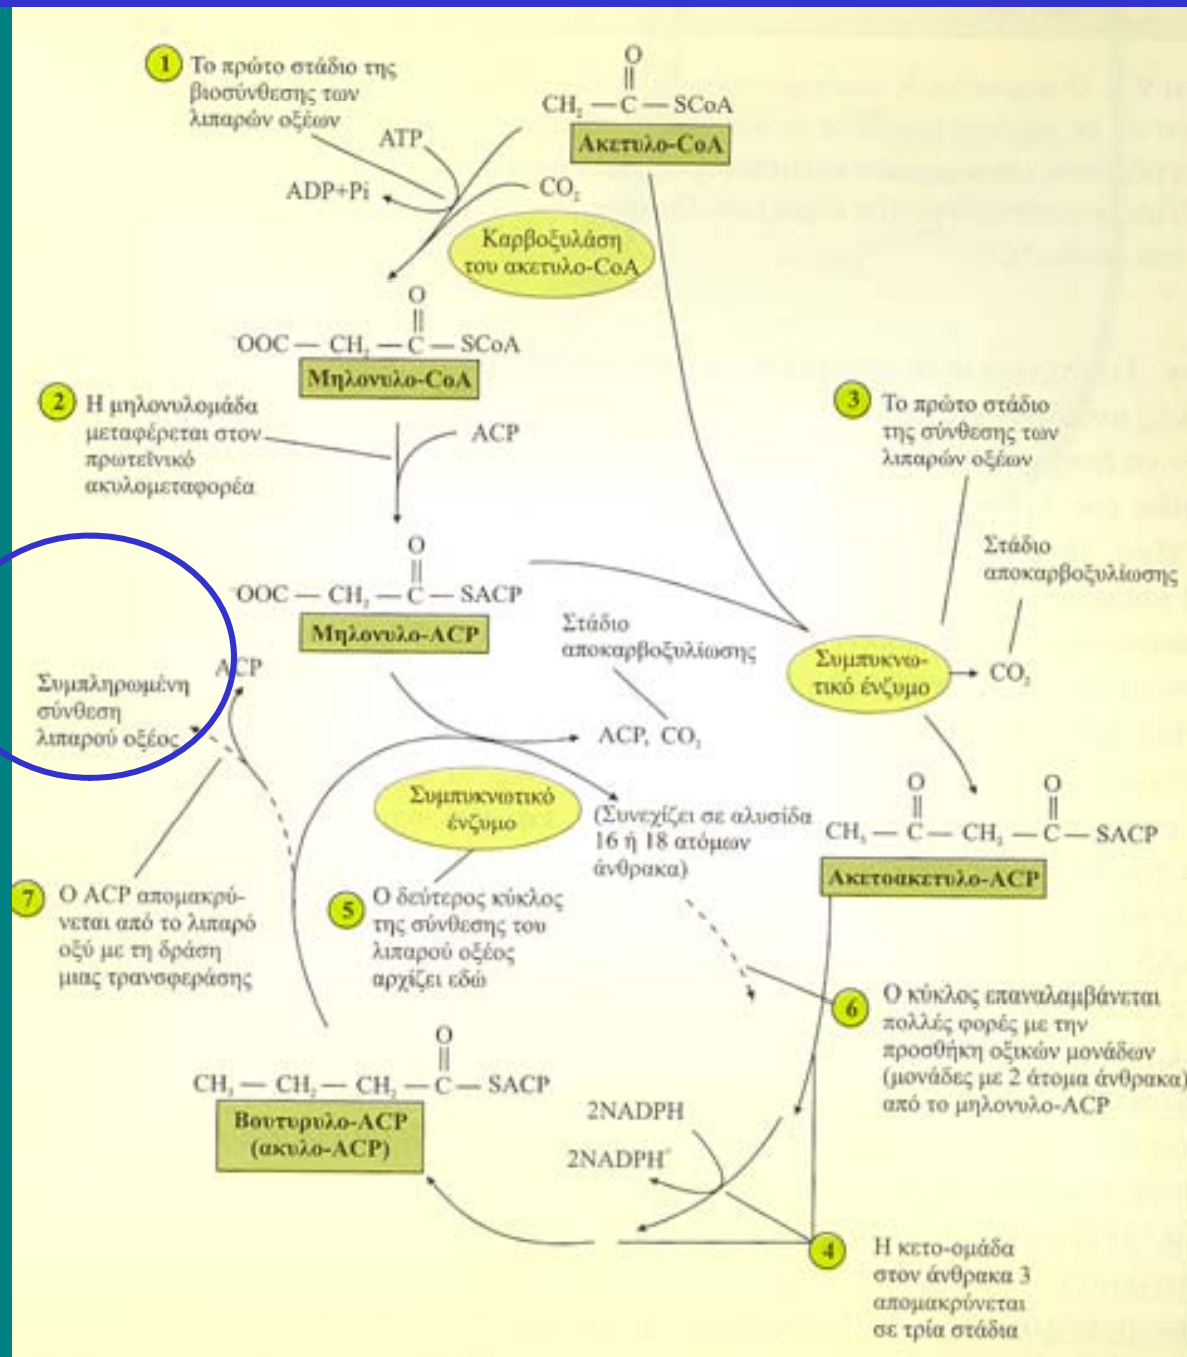 1 Το πρώτο στάδιο της
βιοσύνθεσης των
λιπαρών οξέων
O
CH₂ — C — SCoA
Ακετυλο-CoA
ATP
ADP+Pi
CO₂
Καρβοξυλάση
του ακετυλο-CoA
O
⁻OOC — CH₂ — C — SCoA
Μηλονυλο-CoA
2 Η μηλονυλομάδα
μεταφέρεται στον
πρωτεϊνικό
ακυλομεταφορέα
ACP
3 Το πρώτο στάδιο
της σύνθεσης των
λιπαρών οξέων
Στάδιο
αποκαρβοξυλίωσης
O
⁻OOC — CH₂ — C — SACP
Μηλονυλο-ACP
Στάδιο
αποκαρβοξυλίωσης
Συμπυκνω-
τικό ένζυμο
CO₂
ACP
Συμπληρωμένη
σύνθεση
λιπαρού οξέος
ACP, CO₂
Συμπυκνωτικό
ένζυμο
(Συνεχίζει σε αλυσίδα
16 ή 18 ατόμων
άνθρακα)
O O
CH₃ — C — CH₂ — C — SACP
Ακετοακετυλο-ACP
7 Ο ACP απομακρύ-
νεται από το λιπαρό
οξύ με τη δράση
μιας τρανσφεράσης
5 Ο δεύτερος κύκλος
της σύνθεσης του
λιπαρού οξέος
αρχίζει εδώ
6 Ο κύκλος επαναλαμβάνεται
πολλές φορές με την
προσθήκη οξικών μονάδων
(μονάδες με 2 άτομα άνθρακα)
από το μηλονυλο-ACP
O
CH₃ — CH₂ — CH₂ — C — SACP
Βουτυρυλο-ACP
(ακυλο-ACP)
2NADPH
2NADPH⁺
4 Η κετο-ομάδα
στον άνθρακα 3
απομακρύνεται
σε τρία στάδια